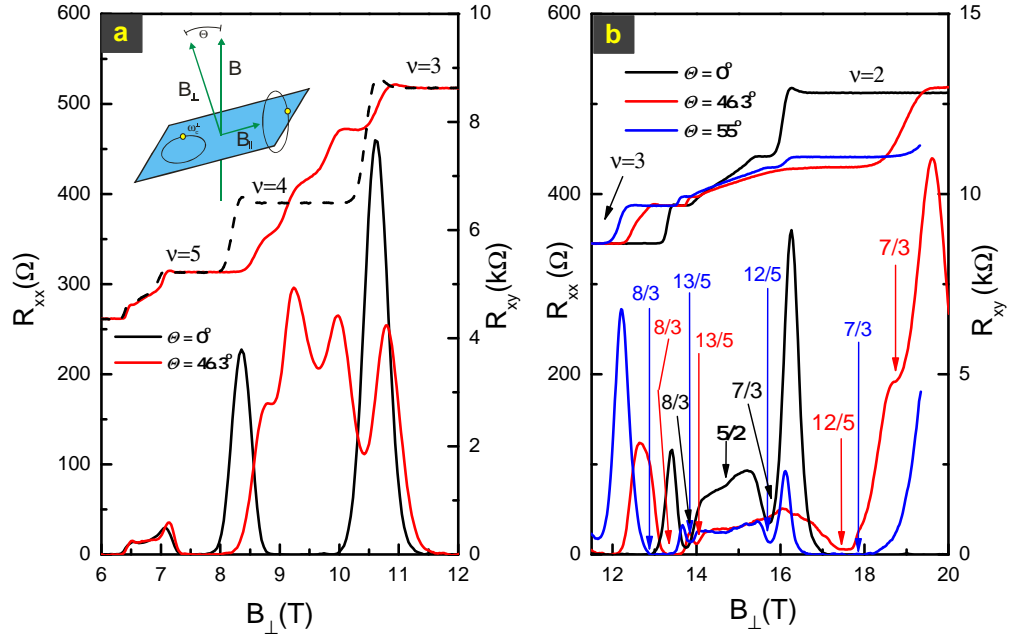 a
Θ
B
B⊥
ω
B∥
ν=3
ν=4
ν=5
Θ = 0°
Θ = 46.3°
600
500
400
300
200
100
0
Rxx(Ω)
10
8
6
4
2
0
Rxy(kΩ)
6 7 8 9 10 11 12
B⊥(T)
b
Θ = 0°
Θ = 46.3°
Θ = 55°
ν=2
ν=3
8/3
8/3
8/3
13/5
13/5
5/2
7/3
12/5
7/3
12/5
7/3
600
500
400
300
200
100
0
Rxx(Ω)
15
10
5
0
Rxy(kΩ)
12 14 16 18 20
B⊥(T)